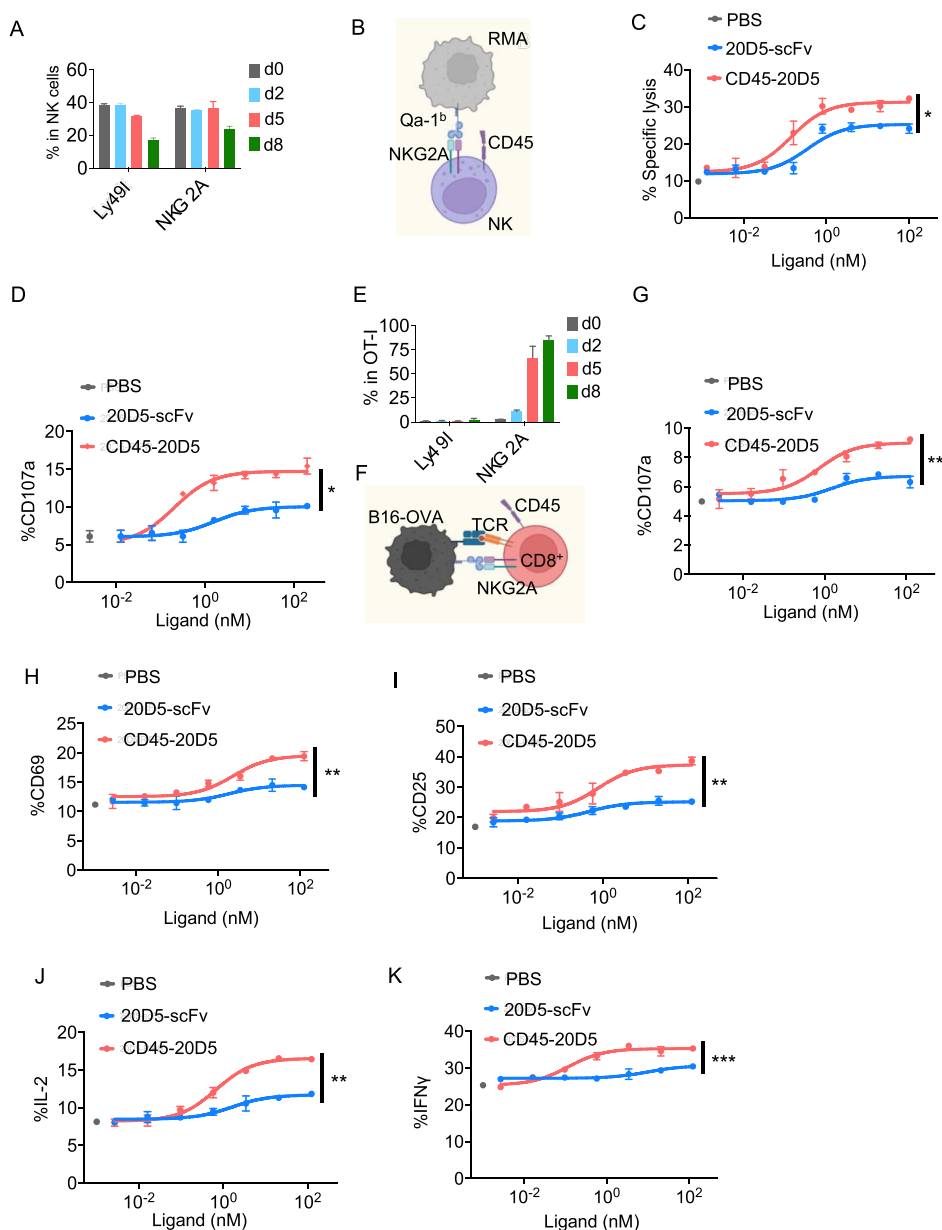 A
% in NK cells
60
40
20
0
Ly49I
NKG 2A
d0
d2
d5
d8
B
RMA
Qa-1ᵇ
NKG2A
CD45
NK
C
PBS
20D5-scFv
CD45-20D5
% Specific lysis
40
30
20
10
0
10⁻²
10⁰
10²
Ligand (nM)
*
D
PBS
20D5-scFv
CD45-20D5
%CD107a
20
15
10
5
0
10⁻²
10⁰
10²
Ligand (nM)
*
E
% in OT-I
100
75
50
25
0
Ly49I
NKG 2A
d0
d2
d5
d8
F
B16-OVA
CD45
TCR
CD8⁺
NKG2A
G
PBS
20D5-scFv
CD45-20D5
%CD107a
10
8
6
4
2
0
10⁻²
10⁰
10²
Ligand (nM)
**
H
PBS
20D5-scFv
CD45-20D5
%CD69
25
20
15
10
5
0
10⁻²
10⁰
10²
Ligand (nM)
**
I
PBS
20D5-scFv
CD45-20D5
%CD25
50
40
30
20
10
0
10⁻²
10⁰
10²
Ligand (nM)
**
J
PBS
20D5-scFv
CD45-20D5
%IL-2
20
15
10
5
0
10⁻²
10⁰
10²
Ligand (nM)
**
K
PBS
20D5-scFv
CD45-20D5
%IFNγ
40
30
20
10
0
10⁻²
10⁰
10²
Ligand (nM)
***